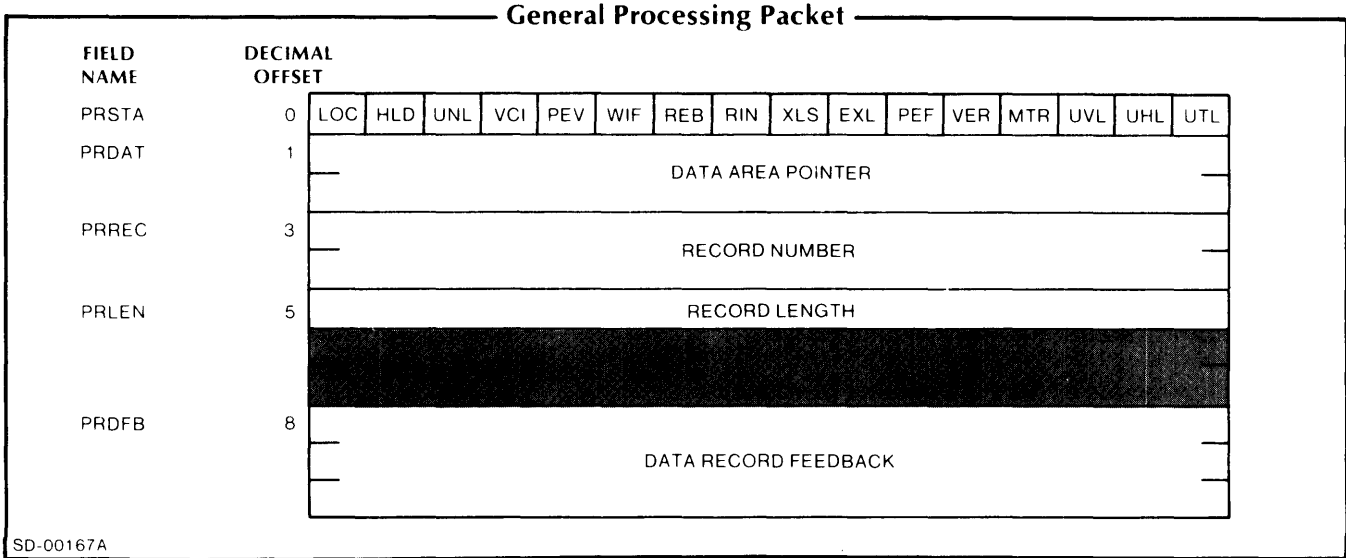 General Processing Packet
FIELD NAME DECIMAL OFFSET
PRSTA 0 LOC HLD UNL VCI PEV WIF REB RIN XLS EXL PEF VER MTR UVL UHL UTL
PRDAT 1
DATA AREA POINTER
PRREC 3
RECORD NUMBER
PRLEN 5 RECORD LENGTH
PRDFB 8
DATA RECORD FEEDBACK
SD-00167A